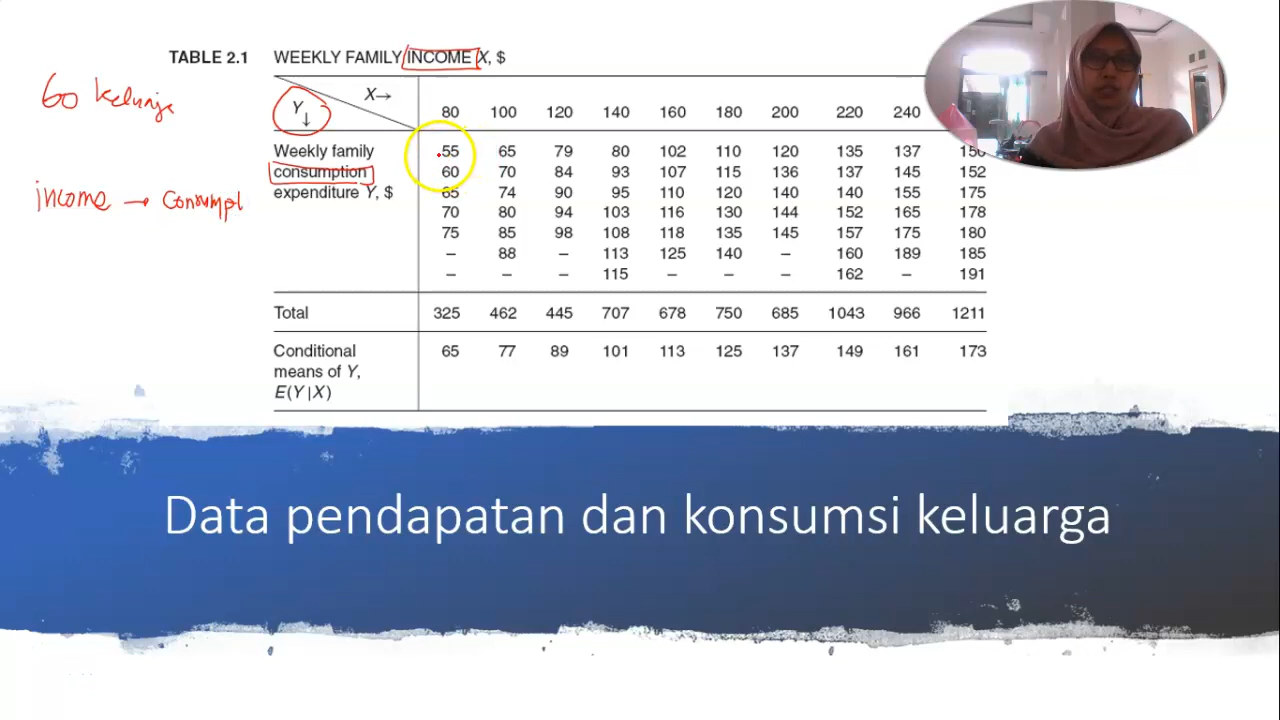 TABLE 2.1 WEEKLY FAMILY INCOME X, $
60 keluarga
X→
Y↓
80 100 120 140 160 180 200 220 240
Weekly family 55 65 79 80 102 110 120 135 137 150
consumption 60 70 84 93 107 115 136 137 145 152
expenditure Y, $ 65 74 90 95 110 120 140 140 155 175
income → Consumpt
70 80 94 103 116 130 144 152 165 178
75 85 98 108 118 135 145 157 175 180
– 88 – 113 125 140 – 160 189 185
– – – 115 – – – 162 – 191
Total 325 462 445 707 678 750 685 1043 966 1211
Conditional 65 77 89 101 113 125 137 149 161 173
means of Y,
E(Y|X)
Data pendapatan dan konsumsi keluarga